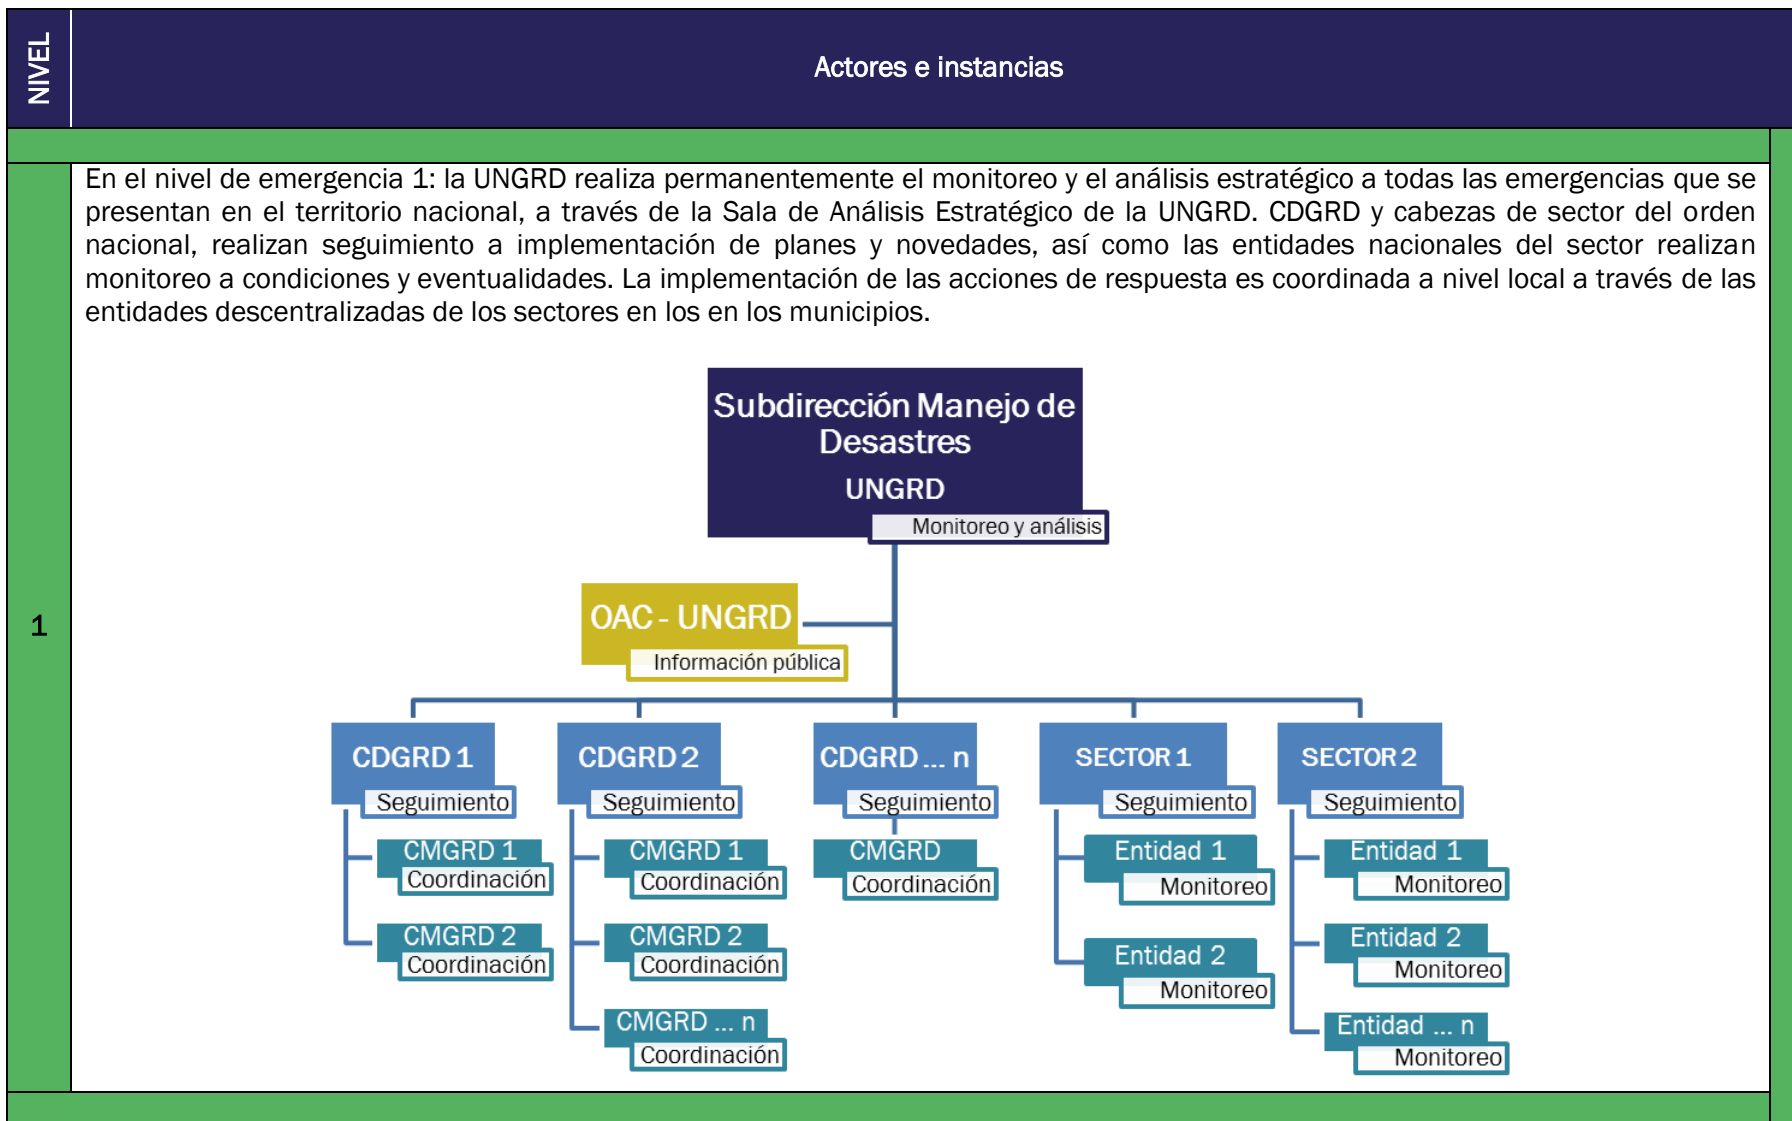 NIVEL
Actores e instancias
En el nivel de emergencia 1: la UNGRD realiza permanentemente el monitoreo y el análisis estratégico a todas las emergencias que se
presentan en el territorio nacional, a través de la Sala de Análisis Estratégico de la UNGRD. CDGRD y cabezas de sector del orden
nacional, realizan seguimiento a implementación de planes y novedades, así como las entidades nacionales del sector realizan
monitoreo a condiciones y eventualidades. La implementación de las acciones de respuesta es coordinada a nivel local a través de las
entidades descentralizadas de los sectores en los en los municipios.
1
Subdirección Manejo de
Desastres
UNGRD
Monitoreo y análisis
OAC - UNGRD
Información pública
CDGRD 1
Seguimiento
CMGRD 1
Coordinación
CMGRD 2
Coordinación
CDGRD 2
Seguimiento
CMGRD 1
Coordinación
CMGRD 2
Coordinación
CMGRD ... n
Coordinación
CDGRD ... n
Seguimiento
CMGRD
Coordinación
SECTOR 1
Seguimiento
Entidad 1
Monitoreo
Entidad 2
Monitoreo
SECTOR 2
Seguimiento
Entidad 1
Monitoreo
Entidad 2
Monitoreo
Entidad ... n
Monitoreo